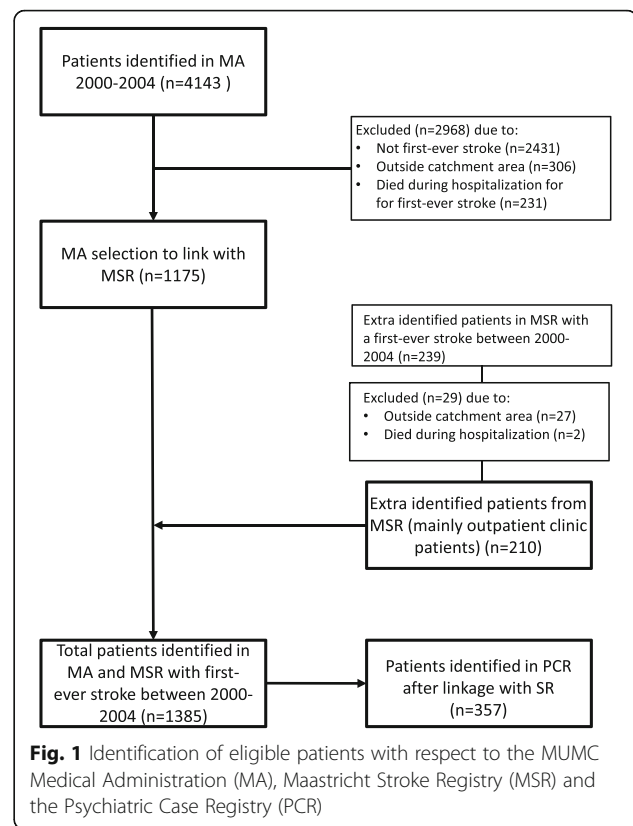 Patients identified in MA
2000-2004 (n=4143 )
Excluded (n=2968) due to:
• Not first-ever stroke (n=2431)
• Outside catchment area (n=306)
• Died during hospitalization for
for first-ever stroke (n=231)
MA selection to link with
MSR (n=1175)
Extra identified patients in MSR with
a first-ever stroke between 2000-
2004 (n=239)
Excluded (n=29) due to:
• Outside catchment area (n=27)
• Died during hospitalization (n=2)
Extra identified patients from
MSR (mainly outpatient clinic
patients) (n=210)
Total patients identified in
MA and MSR with first-
ever stroke between 2000-
2004 (n=1385)
Patients identified in PCR
after linkage with SR
(n=357)
Fig. 1 Identification of eligible patients with respect to the MUMC
Medical Administration (MA), Maastricht Stroke Registry (MSR) and
the Psychiatric Case Registry (PCR)